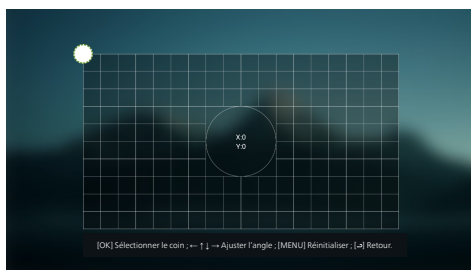 X:0
Y:0
[OK] Sélectionner le coin ; ← ↑ ↓ → Ajuster l'angle ; [MENU] Réinitialiser ; [⮐] Retour.